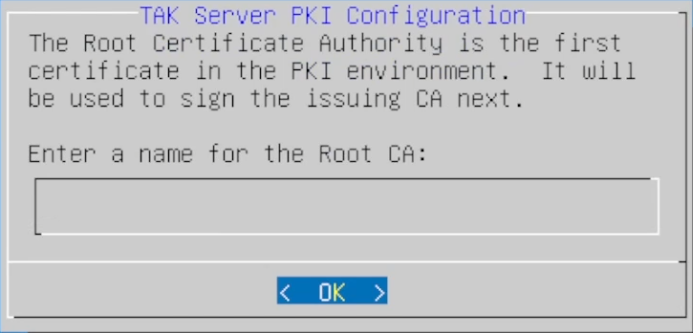 TAK Server PKI Configuration
The Root Certificate Authority is the first
certificate in the PKI environment.  It will
be used to sign the issuing CA next.
Enter a name for the Root CA:
< OK >